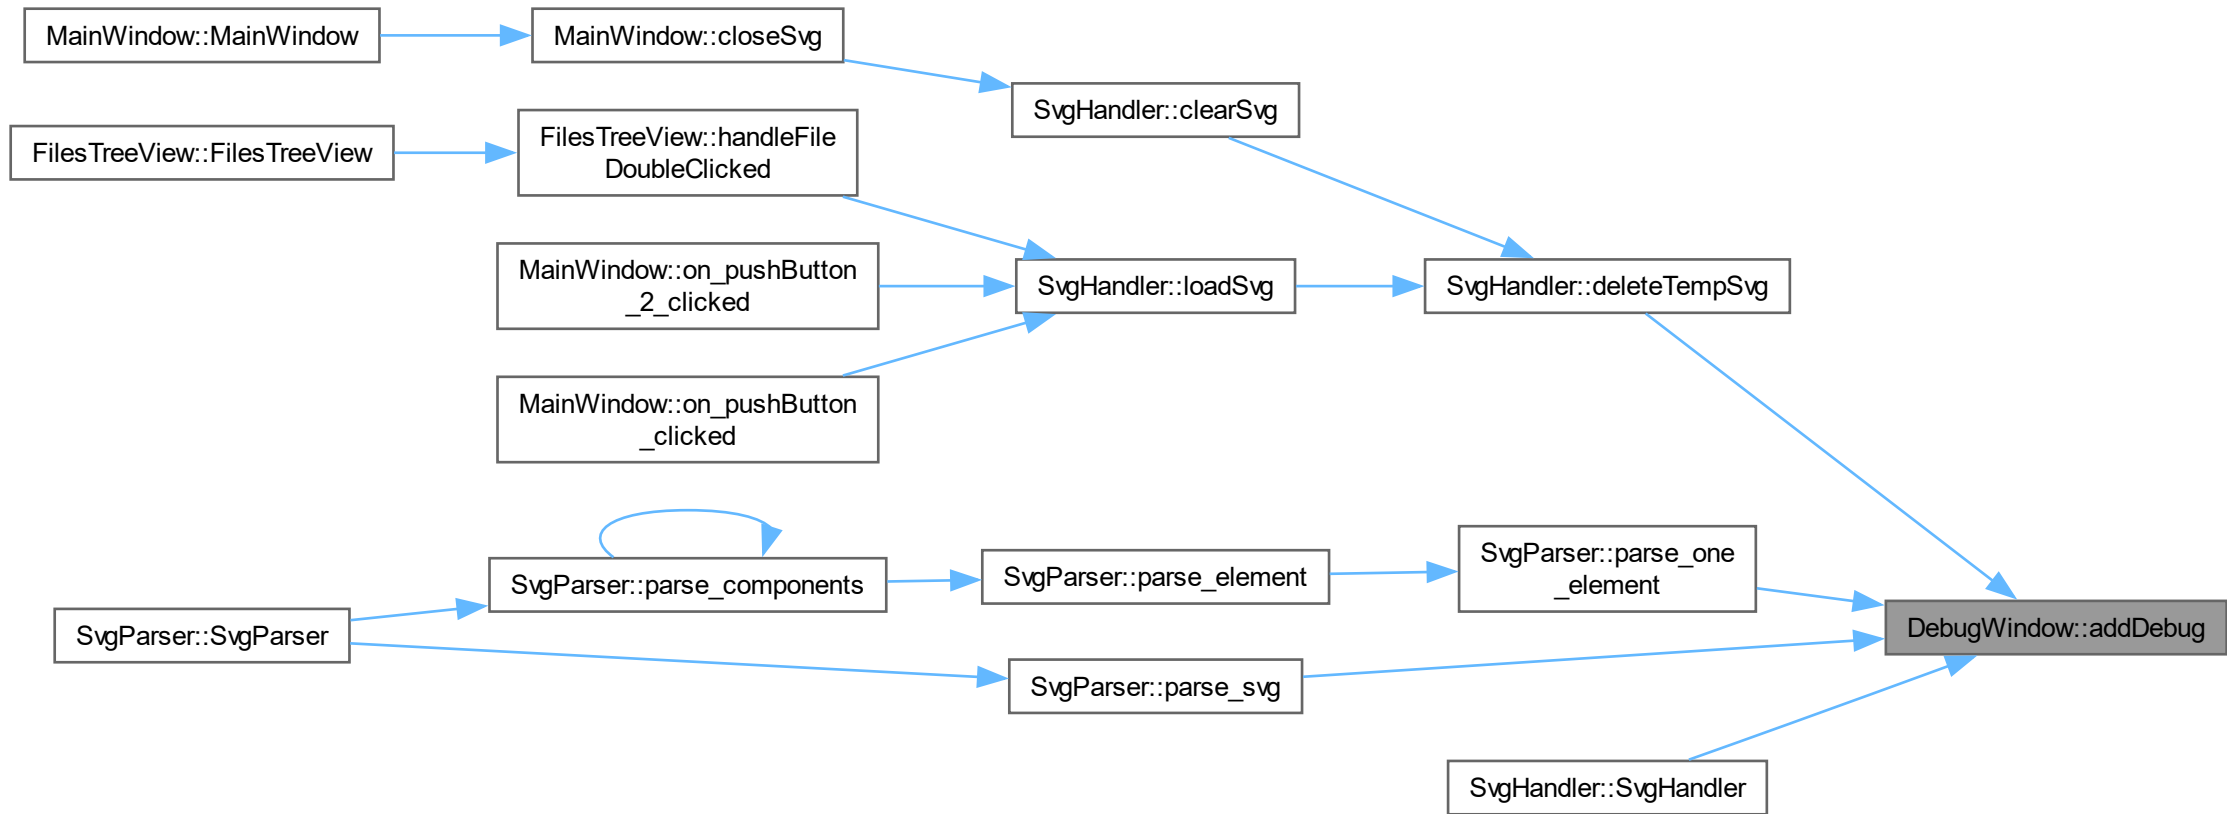 MainWindow::MainWindow
MainWindow::closeSvg
SvgHandler::clearSvg
FilesTreeView::FilesTreeView
FilesTreeView::handleFile
DoubleClicked
MainWindow::on_pushButton
_2_clicked
SvgHandler::loadSvg
SvgHandler::deleteTempSvg
MainWindow::on_pushButton
_clicked
SvgParser::parse_components
SvgParser::parse_element
SvgParser::parse_one
_element
SvgParser::SvgParser
DebugWindow::addDebug
SvgParser::parse_svg
SvgHandler::SvgHandler